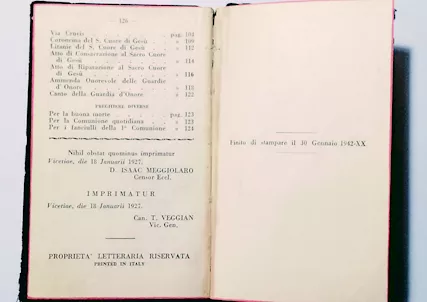 — 128 —
Via Crucis . . . . . pag. 104
Coroncina del S. Cuore di Gesù . » 109
Litanie del S. Cuore di Gesù . . » 112
Atto di Consacrazione al Sacro Cuore
di Gesù . . . . . » 114
Atto di Riparazione al Sacro Cuore
di Gesù . . . . . » 116
Ammenda Onorevole delle Guardie
d'Onore . . . . . » 118
Canto della Guardia d'Onore . » 122
PREGHIERE DIVERSE
Per la buona morte . . . pag. 123
Per la Comunione quotidiana . » 123
Per i fanciulli della 1ª Comunione » 124
Nihil obstat quominus imprimatur
Vicetiae, die 18 Januarii 1927.
D. ISAAC MEGGIOLARO
Censor Eccl.
IMPRIMATUR
Vicetiae, die 18 Januarii 1927.
Can. T. VEGGIAN
Vic. Gen.
PROPRIETA' LETTERARIA RISERVATA
PRINTED IN ITALY
Finito di stampare il 30 Gennaio 1942-XX